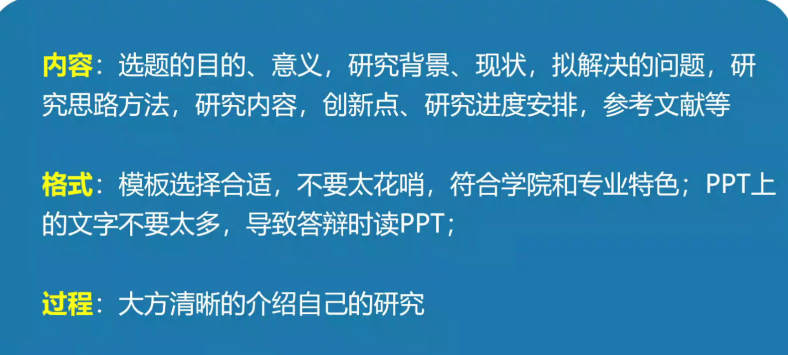 内容：选题的目的、意义，研究背景、现状，拟解决的问题，研
究思路方法，研究内容，创新点、研究进度安排，参考文献等
格式：模板选择合适，不要太花哨，符合学院和专业特色；PPT上
的文字不要太多，导致答辩时读PPT；
过程：大方清晰的介绍自己的研究